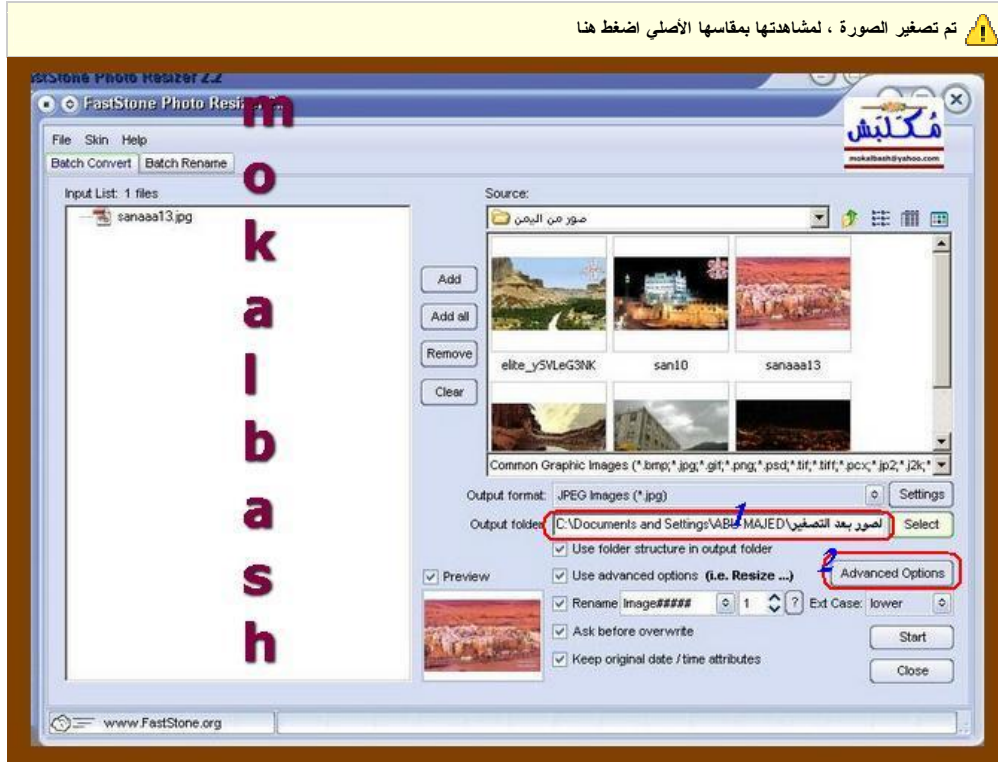 تم تصغير الصورة ، لمشاهدتها بمقاسها الأصلي اضغط هنا
FastStone Photo Resizer 2.2
FastStone Photo Resizer
مُكَلبَش
mokalbash@yahoo.com
File Skin Help
Batch Convert Batch Rename
mokalbash
Input List: 1 files
sanaaa13.jpg
Source:
صور من اليمن
Add
Add all
Remove
Clear
elite_y5VLeG3NK san10 sanaaa13
Common Graphic Images (*.bmp;*.jpg;*.gif;*.png;*.psd;*.tif;*.tiff;*.pcx;*.jp2;*.j2k;*
Output format: JPEG Images (*.jpg) Settings
1
Output folder C:\Documents and Settings\ABU MAJED\لصور بعد التصغير Select
Use folder structure in output folder
2
Preview Use advanced options (i.e. Resize ...) Advanced Options
Rename Image##### 1 ? Ext Case: lower
Ask before overwrite Start
Keep original date / time attributes
Close
www.FastStone.org